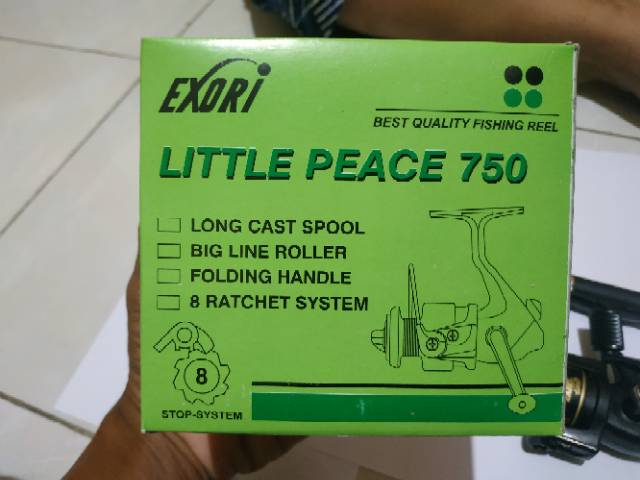 EXORI
BEST QUALITY FISHING REEL
LITTLE PEACE 750
LONG CAST SPOOL
BIG LINE ROLLER
FOLDING HANDLE
8 RATCHET SYSTEM
8
STOP-SYSTEM